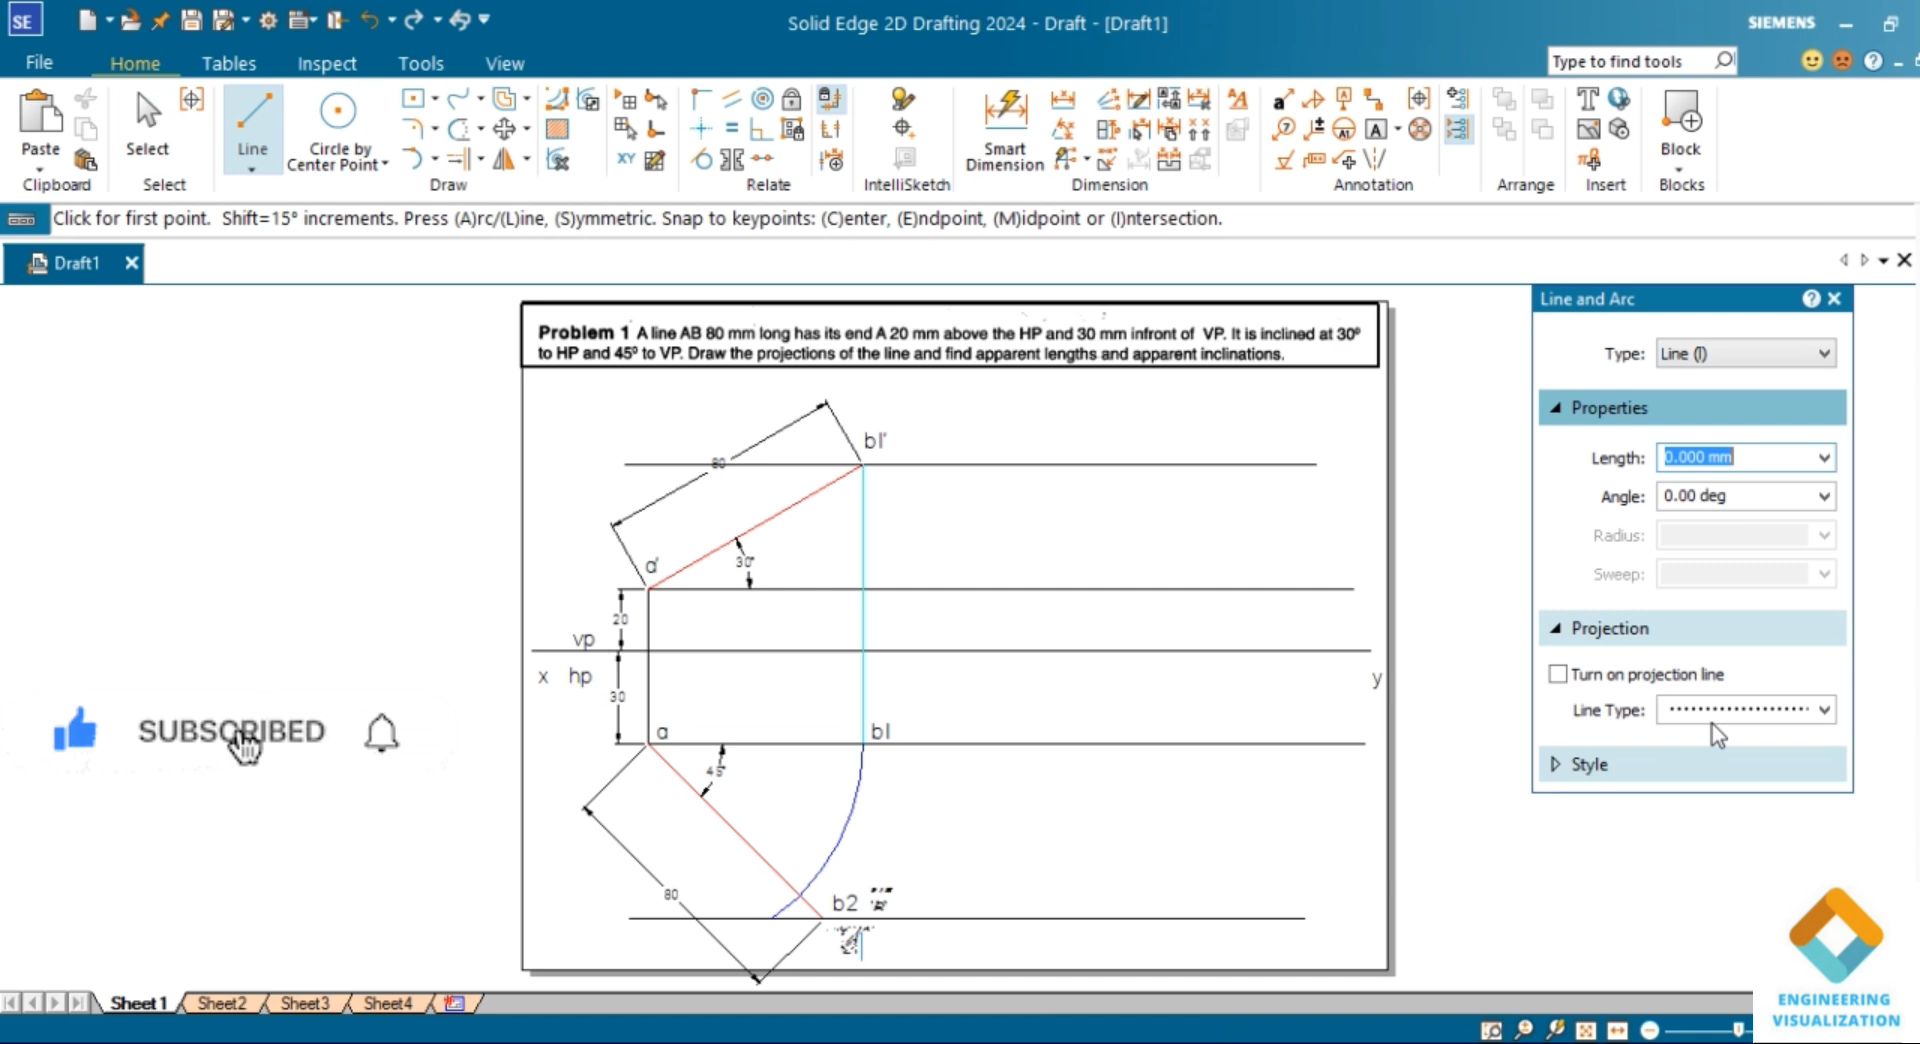 SE
Solid Edge 2D Drafting 2024 - Draft - [Draft1]
SIEMENS
File Home Tables Inspect Tools View
Type to find tools
Paste
Select
Line
Circle by
Center Point
XY
Smart
Dimension
Block
Clipboard Select Draw Relate IntelliSketch Dimension Annotation Arrange Insert Blocks
Click for first point. Shift=15° increments. Press (A)rc/(L)ine, (S)ymmetric. Snap to keypoints: (C)enter, (E)ndpoint, (M)idpoint or (I)ntersection.
Draft1
Problem 1 A line AB 80 mm long has its end A 20 mm above the HP and 30 mm infront of VP. It is inclined at 30º
to HP and 45º to VP. Draw the projections of the line and find apparent lengths and apparent inclinations.
b1'
80
a'
30°
20
vp
x hp
y
30
a
b1
45°
80
b2
SUBSCRIBED
Line and Arc
Type: Line (l)
Properties
Length: 0.000 mm
Angle: 0.00 deg
Radius:
Sweep:
Projection
Turn on projection line
Line Type:
Style
Sheet1 Sheet2 Sheet3 Sheet4
ENGINEERING
VISUALIZATION